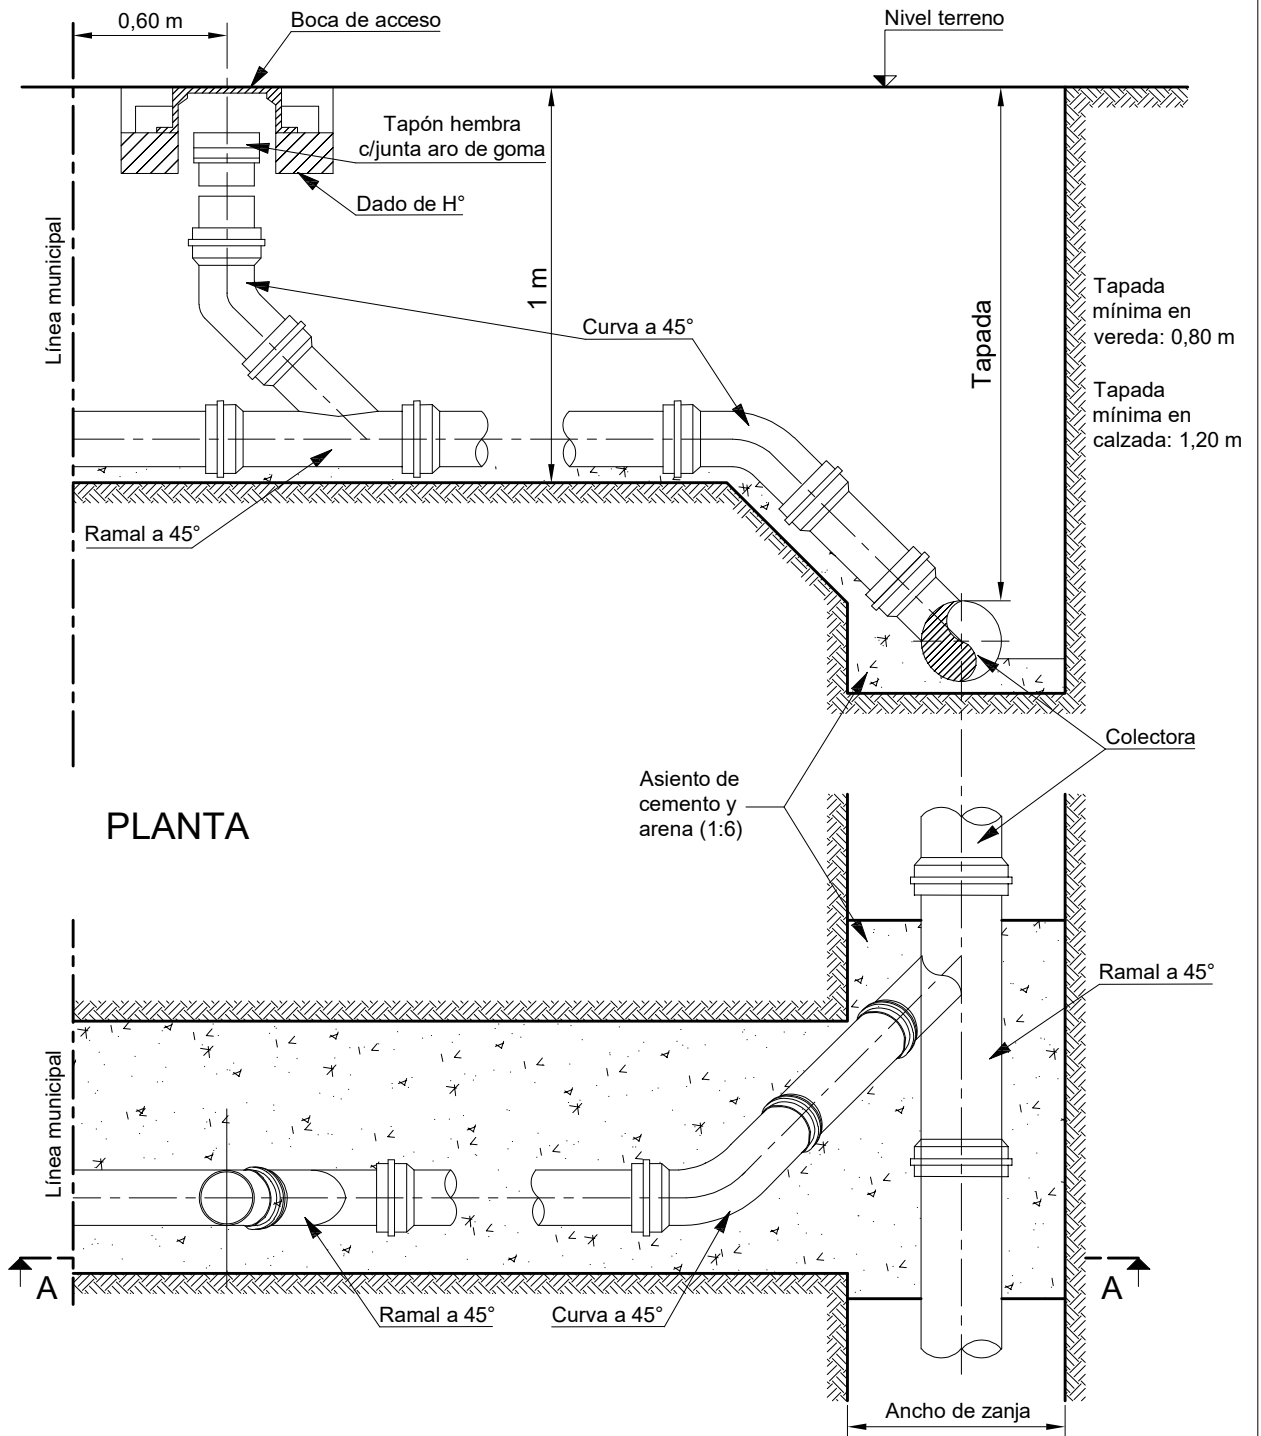 0,60 m
Boca de acceso
Nivel terreno
Tapón hembra
c/junta aro de goma
Dado de H°
Línea municipal
1 m
Curva a 45°
Tapada
Tapada
mínima en
vereda: 0,80 m
Tapada
mínima en
calzada: 1,20 m
Ramal a 45°
Colectora
Asiento de
cemento y
arena (1:6)
PLANTA
Ramal a 45°
Línea municipal
A
A
Ramal a 45°
Curva a 45°
Ancho de zanja